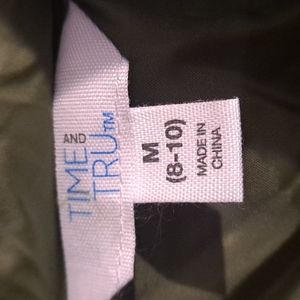 TIME
AND
TRU™
M
(8-10)
MADE IN
CHINA